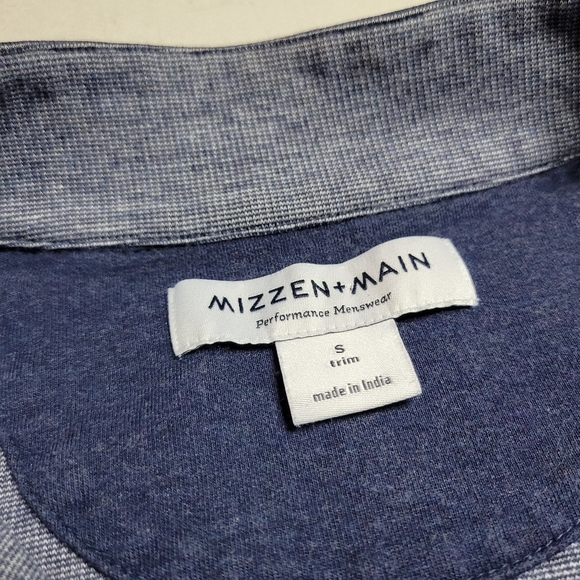 MIZZEN+MAIN
Performance Menswear
S
trim
made in India